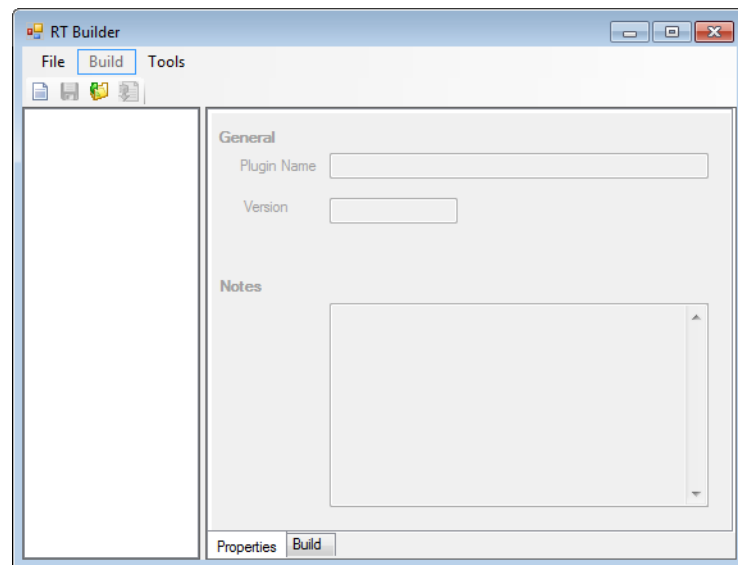 RT Builder
File Build Tools
General
Plugin Name
Version
Notes
Properties Build